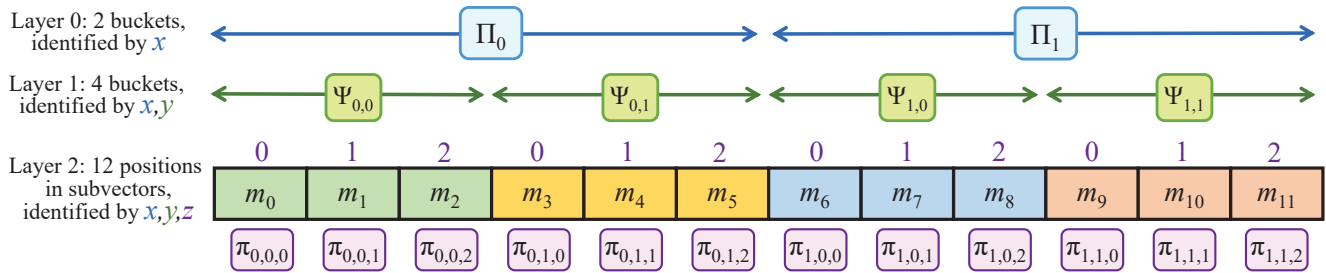 Layer 0: 2 buckets,
identified by x
Π0
Π1
Layer 1: 4 buckets,
identified by x,y
Ψ0,0
Ψ0,1
Ψ1,0
Ψ1,1
0 1 2 0 1 2 0 1 2 0 1 2
Layer 2: 12 positions
in subvectors,
identified by x,y,z
m0 m1 m2 m3 m4 m5 m6 m7 m8 m9 m10 m11
π0,0,0 π0,0,1 π0,0,2 π0,1,0 π0,1,1 π0,1,2 π1,0,0 π1,0,1 π1,0,2 π1,1,0 π1,1,1 π1,1,2